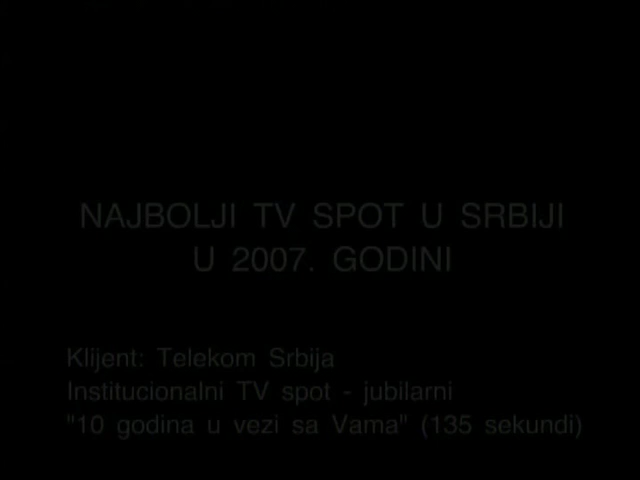 NAJBOLJI TV SPOT U SRBIJI
U 2007. GODINI
Klijent: Telekom Srbija
Institucionalni TV spot - jubilarni
"10 godina u vezi sa Vama" (135 sekundi)